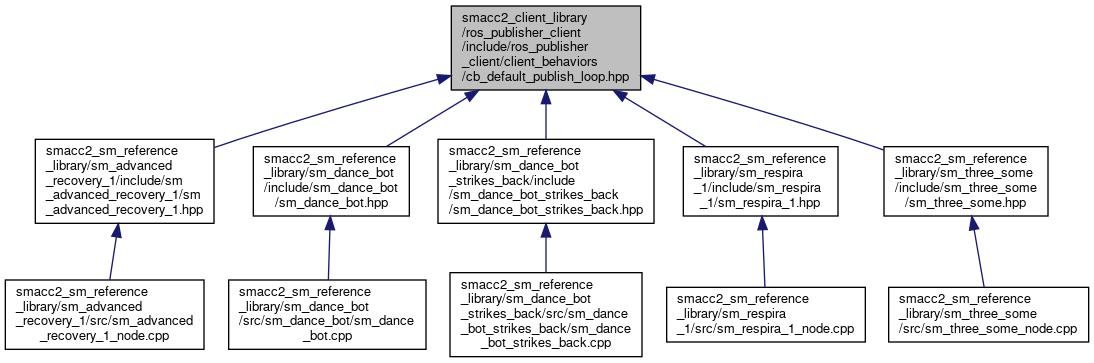 smacc2_client_library
/ros_publisher_client
/include/ros_publisher
_client/client_behaviors
/cb_default_publish_loop.hpp
smacc2_sm_reference
_library/sm_advanced
_recovery_1/include/sm
_advanced_recovery_1/sm
_advanced_recovery_1.hpp
smacc2_sm_reference
_library/sm_dance_bot
/include/sm_dance_bot
/sm_dance_bot.hpp
smacc2_sm_reference
_library/sm_dance_bot
_strikes_back/include
/sm_dance_bot_strikes_back
/sm_dance_bot_strikes_back.hpp
smacc2_sm_reference
_library/sm_respira
_1/include/sm_respira
_1/sm_respira_1.hpp
smacc2_sm_reference
_library/sm_three_some
/include/sm_three_some
/sm_three_some.hpp
smacc2_sm_reference
_library/sm_advanced
_recovery_1/src/sm_advanced
_recovery_1_node.cpp
smacc2_sm_reference
_library/sm_dance_bot
/src/sm_dance_bot/sm_dance
_bot.cpp
smacc2_sm_reference
_library/sm_dance_bot
_strikes_back/src/sm_dance
_bot_strikes_back/sm_dance
_bot_strikes_back.cpp
smacc2_sm_reference
_library/sm_respira
_1/src/sm_respira_1_node.cpp
smacc2_sm_reference
_library/sm_three_some
/src/sm_three_some_node.cpp